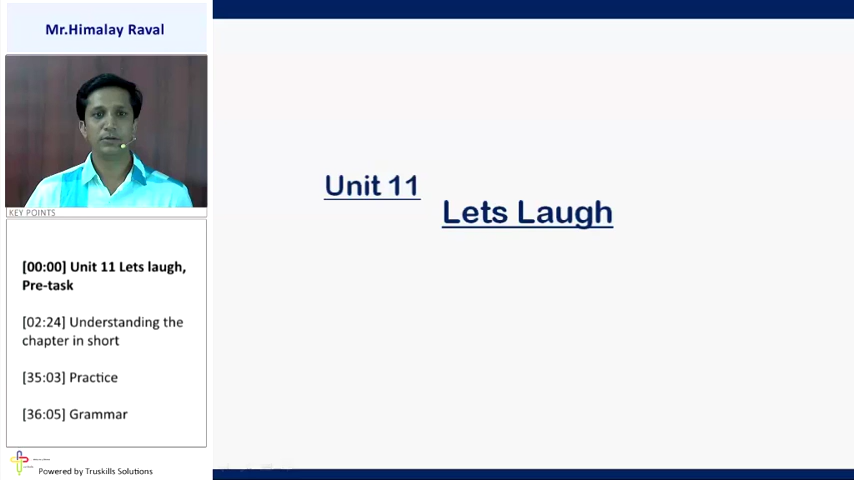 Mr.Himalay Raval
KEY POINTS
[00:00] Unit 11 Lets laugh,
Pre-task
[02:24] Understanding the
chapter in short
[35:03] Practice
[36:05] Grammar
Powered by Truskills Solutions
Unit 11
Lets Laugh